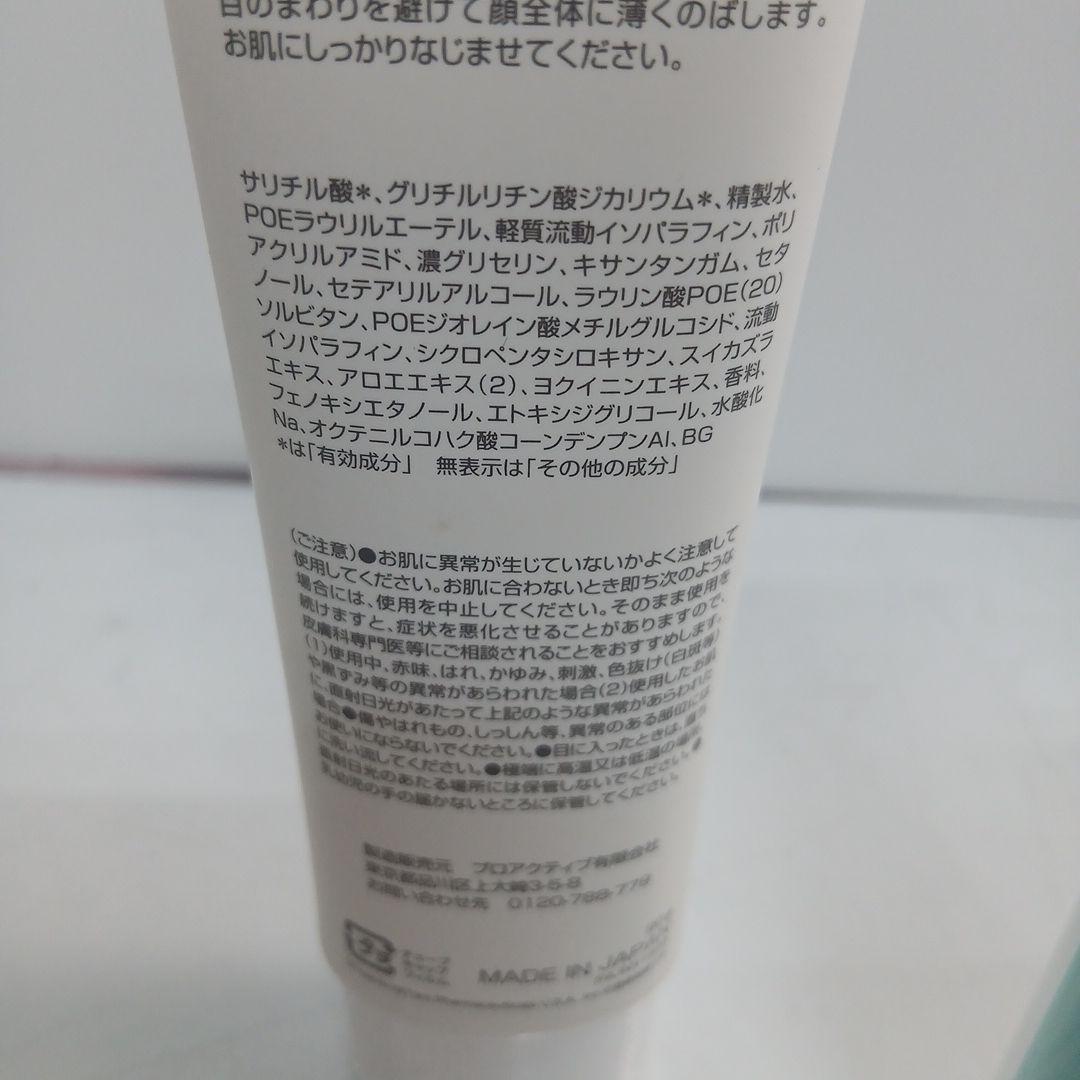 目のまわりを避けて顔全体に薄くのばします。
お肌にしっかりなじませてください。
サリチル酸*、グリチルリチン酸ジカリウム*、精製水、
POEラウリルエーテル、軽質流動イソパラフィン、ポリ
アクリルアミド、濃グリセリン、キサンタンガム、セタ
ノール、セテアリルアルコール、ラウリン酸POE(20)
ソルビタン、POEジオレイン酸メチルグルコシド、流動
イソパラフィン、シクロペンタシロキサン、スイカズラ
エキス、アロエエキス(2)、ヨクイニンエキス、香料、
フェノキシエタノール、エトキシジグリコール、水酸化
Na、オクテニルコハク酸コーンデンプンAl、BG
*は「有効成分」 無表示は「その他の成分」
(ご注意)●お肌に異常が生じていないかよく注意して
使用してください。お肌に合わないとき即ち次のような
場合には、使用を中止してください。そのまま使用を
続けますと、症状を悪化させることがありますので、
皮膚科専門医等にご相談されることをおすすめします。
(1)使用中、赤味、はれ、かゆみ、刺激、色抜け(白斑等)
や黒ずみ等の異常があらわれた場合(2)使用したお肌
に、直射日光があたって上記のような異常があらわれた
場合●傷やはれもの、しっしん等、異常のある部位には
お使いにならないでください。●目に入ったときは、直ちに
洗い流してください。●極端に高温又は低温の場所、
直射日光のあたる場所には保管しないでください。●
乳幼児の手の届かないところに保管してください。
製造販売元 プロアクティブ有限会社
東京都品川区上大崎3-5-8
お問い合わせ先 0120-788-779
MADE IN JAPAN